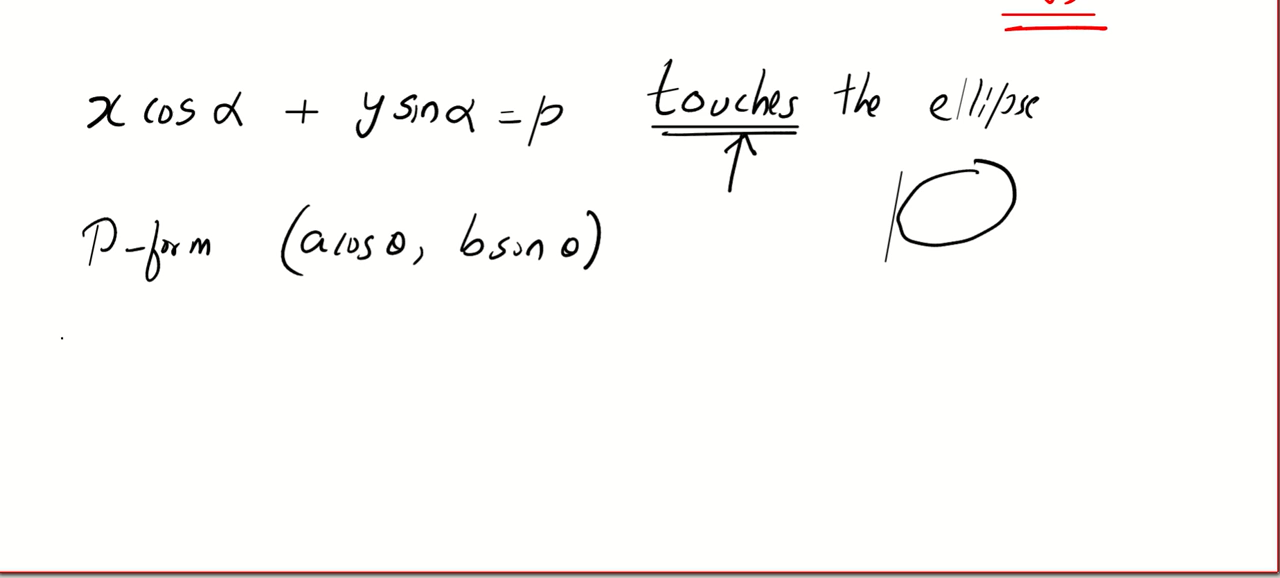 x cos α + y sin α = p touches the ellipse
P-form (a cos θ, b sin θ)